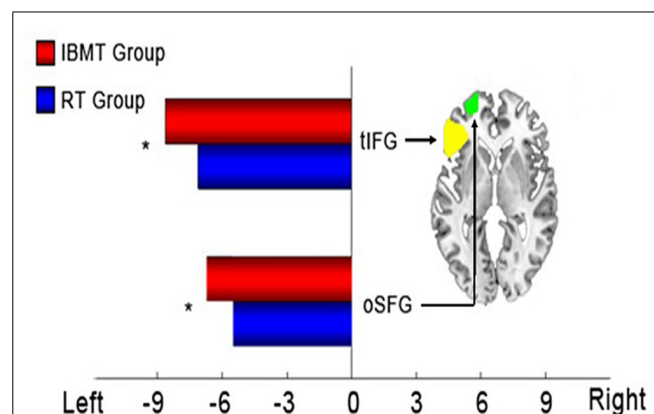 IBMT Group
RT Group
*
tIFG
*
oSFG
Left -9 -6 -3 0 3 6 9 Right